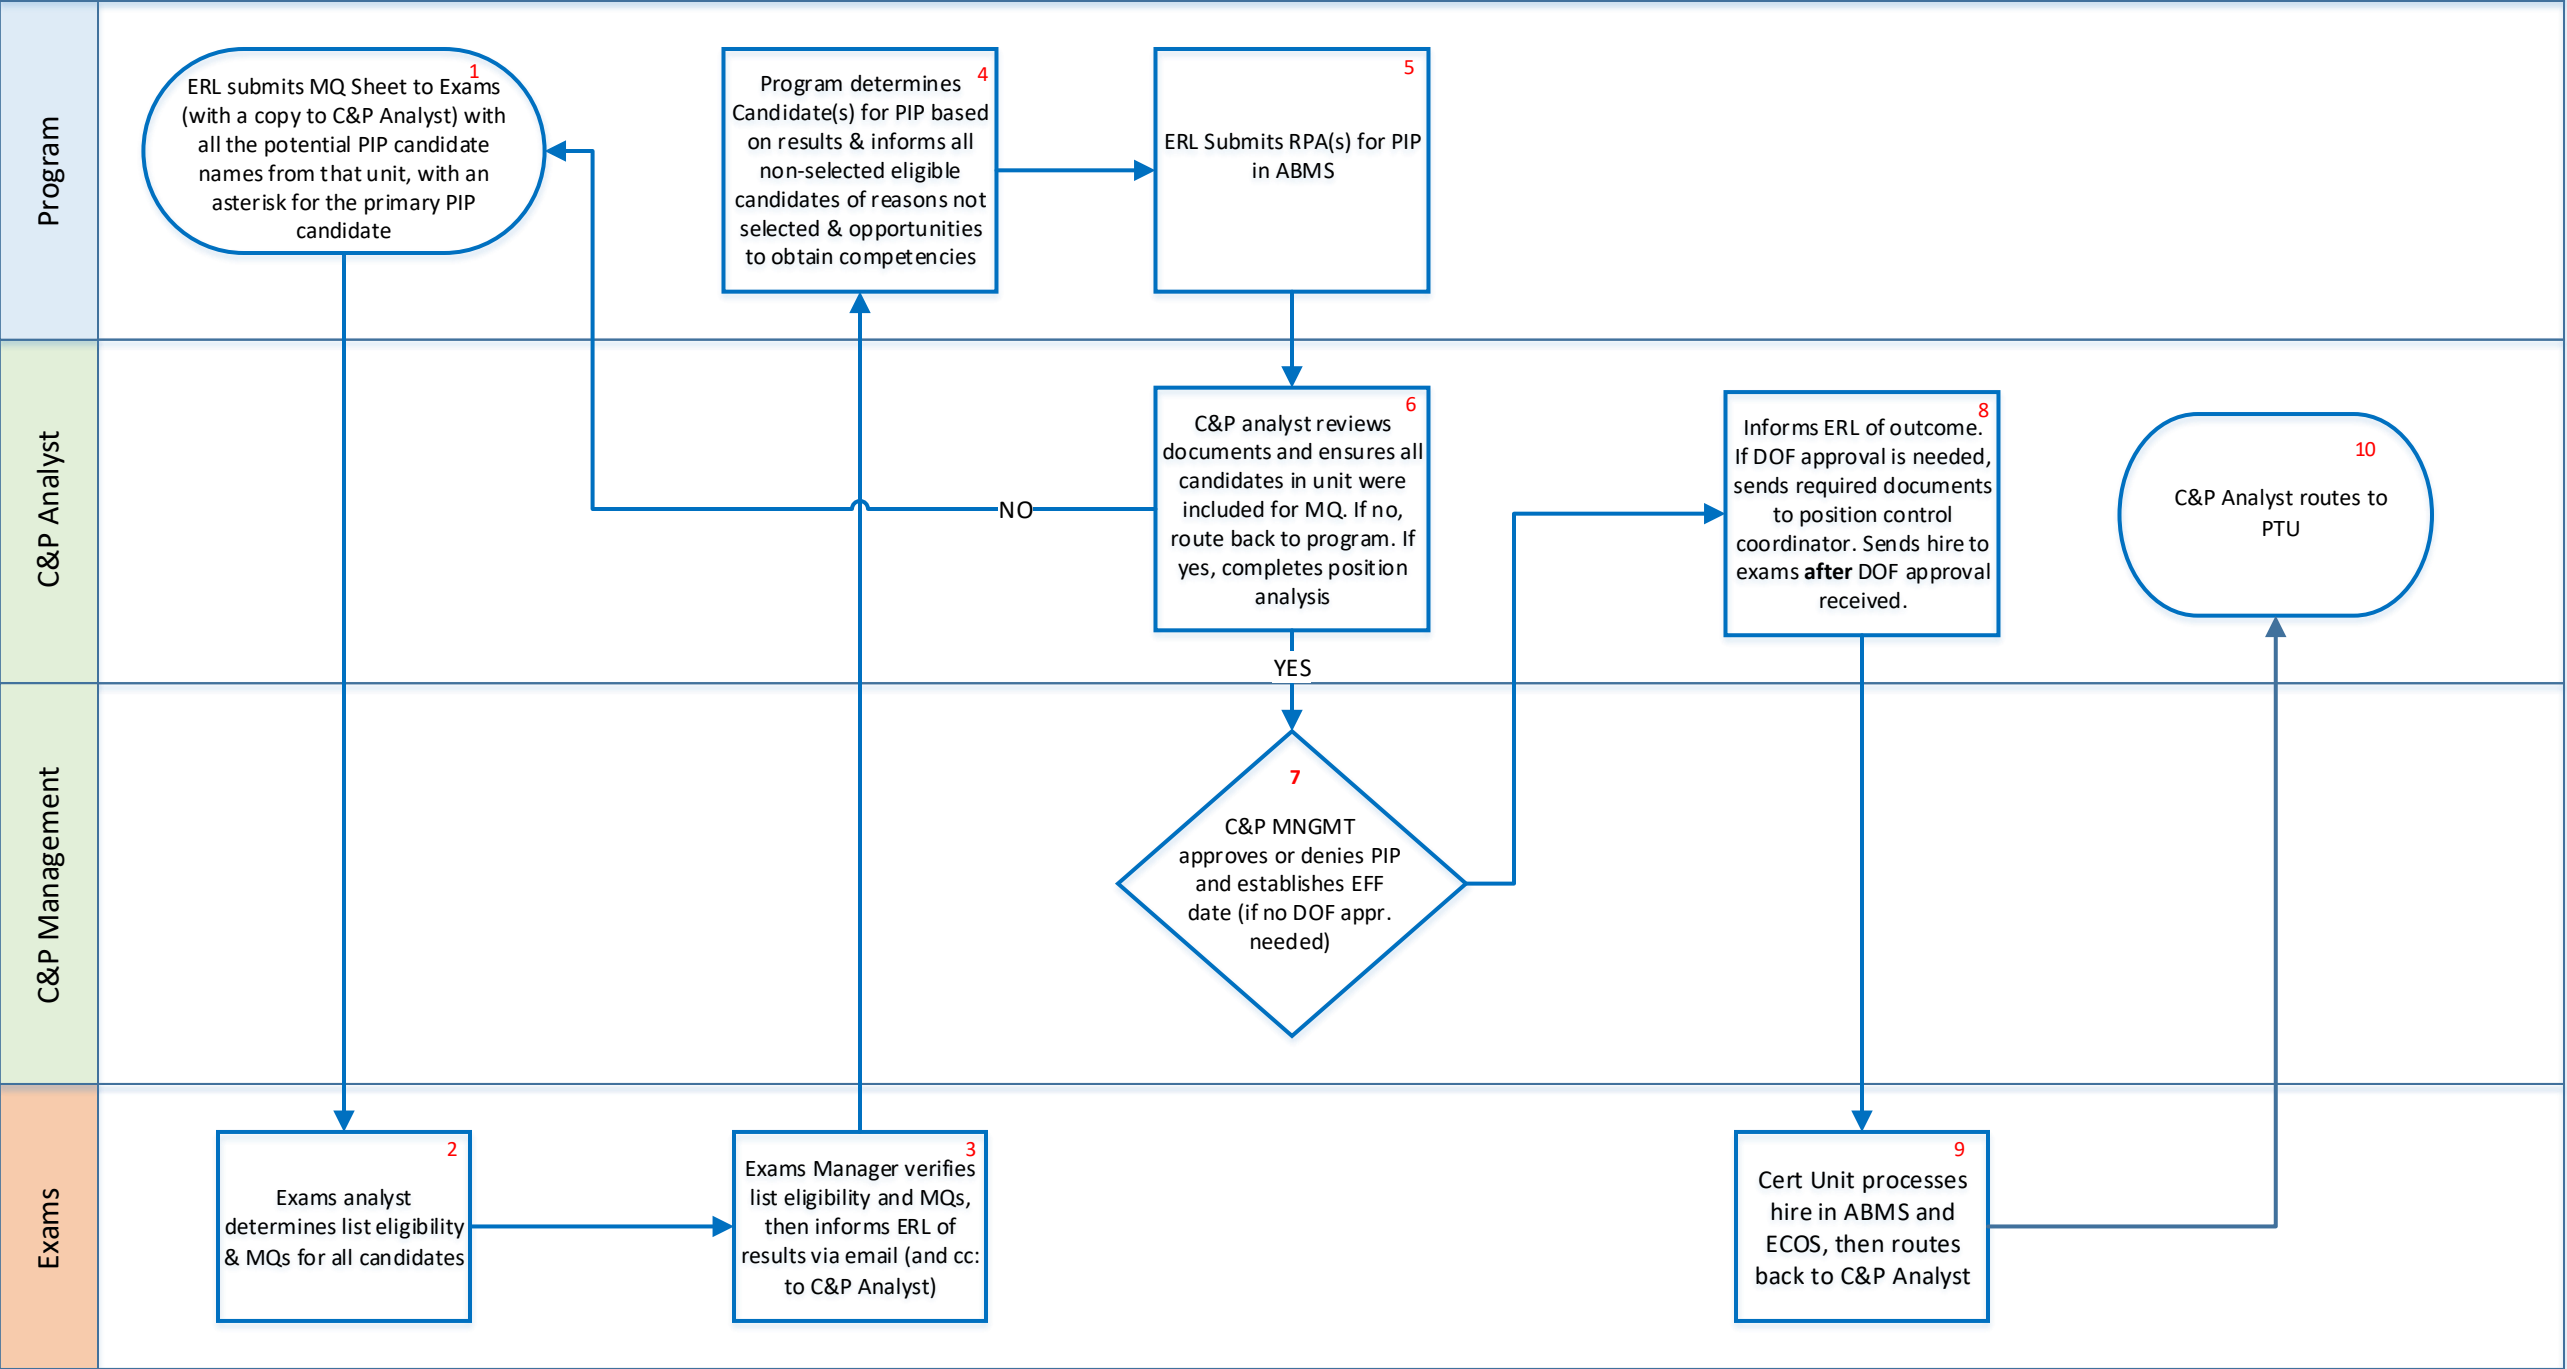 Program
1
ERL submits MQ Sheet to Exams
(with a copy to C&P Analyst) with
all the potential PIP candidate
names from that unit, with an
asterisk for the primary PIP
candidate
4
Program determines
Candidate(s) for PIP based
on results & informs all
non-selected eligible
candidates of reasons not
selected & opportunities
to obtain competencies
5
ERL Submits RPA(s) for PIP
in ABMS
C&P Analyst
NO
6
C&P analyst reviews
documents and ensures all
candidates in unit were
included for MQ. If no,
route back to program. If
yes, completes position
analysis
YES
8
Informs ERL of outcome.
If DOF approval is needed,
sends required documents
to position control
coordinator. Sends hire to
exams after DOF approval
received.
10
C&P Analyst routes to
PTU
C&P Management
7
C&P MNGMT
approves or denies PIP
and establishes EFF
date (if no DOF appr.
needed)
Exams
2
Exams analyst
determines list eligibility
& MQs for all candidates
3
Exams Manager verifies
list eligibility and MQs,
then informs ERL of
results via email (and cc:
to C&P Analyst)
9
Cert Unit processes
hire in ABMS and
ECOS, then routes
back to C&P Analyst